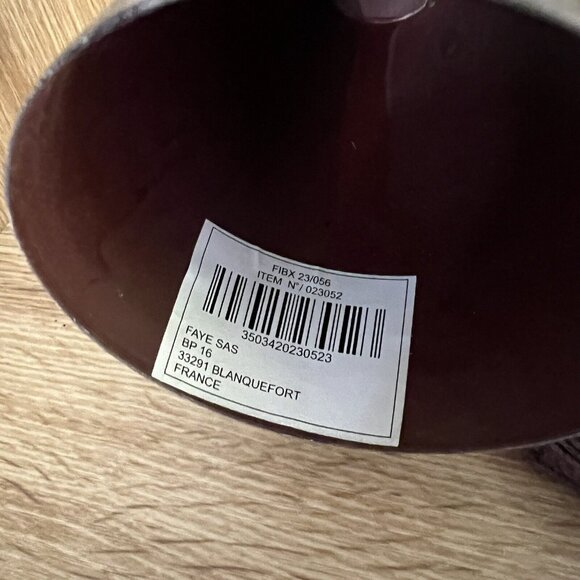 FIBX 23/056
ITEM N°/ 023052
3503420230523
FAYE SAS
BP 16
33291 BLANQUEFORT
FRANCE